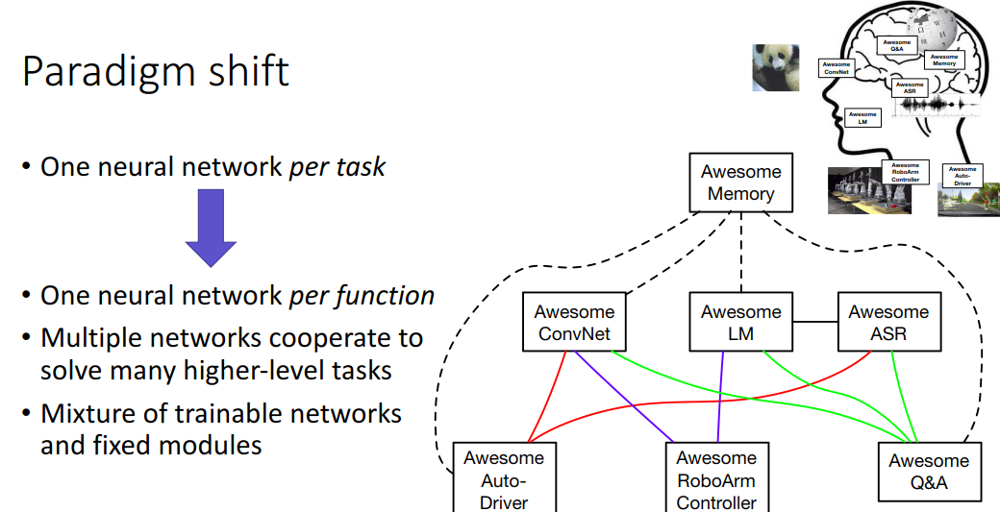 Paradigm shift
• One neural network per task
• One neural network per function
• Multiple networks cooperate to
solve many higher-level tasks
• Mixture of trainable networks
and fixed modules
Awesome
Q&A
Awesome
Memory
Awesome
ConvNet
Awesome
ASR
Awesome
LM
Awesome
RoboArm
Controller
Awesome
Auto-
Driver
Awesome
Memory
Awesome
ConvNet
Awesome
LM
Awesome
ASR
Awesome
Auto-
Driver
Awesome
RoboArm
Controller
Awesome
Q&A